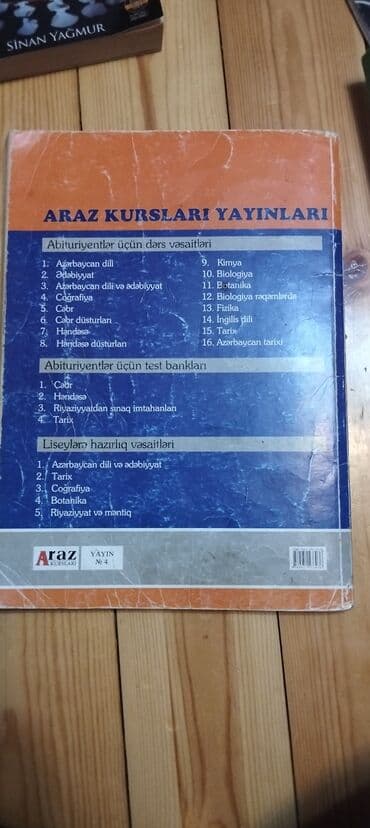 SİNAN YAĞMUR
ARAZ KURSLARI YAYINLARI
Abituriyentlər üçün dərs vəsaitləri
1. Azərbaycan dili
2. Ədəbiyyat
3. Azərbaycan dili və ədəbiyyat
4. Coğrafiya
5. Cəbr
6. Cəbr düsturları
7. Həndəsə
8. Həndəsə düsturları
9. Kimya
10. Biologiya
11. Botanika
12. Biologiya rəqəmlərdə
13. Fizika
14. İngilis dili
15. Tarix
16. Azərbaycan tarixi
Abituriyentlər üçün test bankları
1. Cəbr
2. Həndəsə
3. Riyaziyyatdan sınaq imtahanları
4. Tarix
Liseylərə hazırlıq vəsaitləri
1. Azərbaycan dili və ədəbiyyat
2. Tarix
3. Coğrafiya
4. Botanika
5. Riyaziyyat və məntiq
Araz
KURSLARI
YAYIN
№ 4